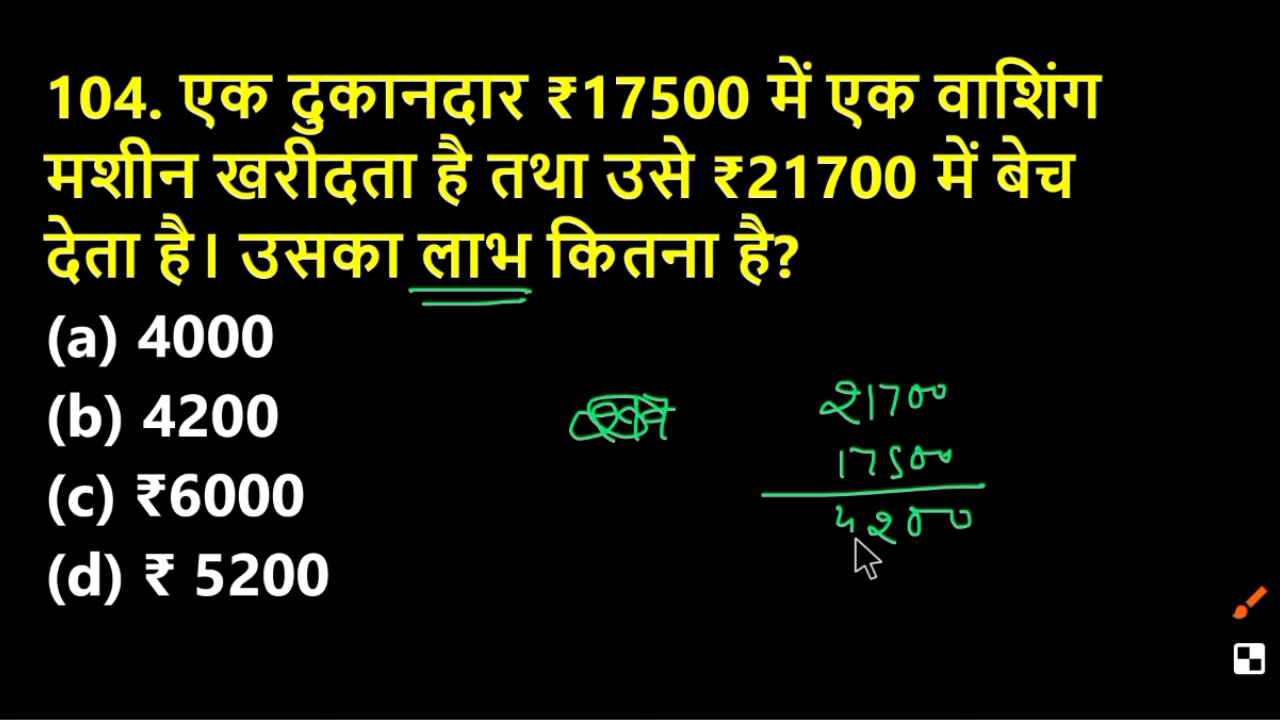 104. एक दुकानदार ₹17500 में एक वाशिंग
मशीन खरीदता है तथा उसे ₹21700 में बेच
देता है। उसका लाभ कितना है?
(a) 4000
(b) 4200
(c) ₹6000
(d) ₹ 5200
21700
17500
4200